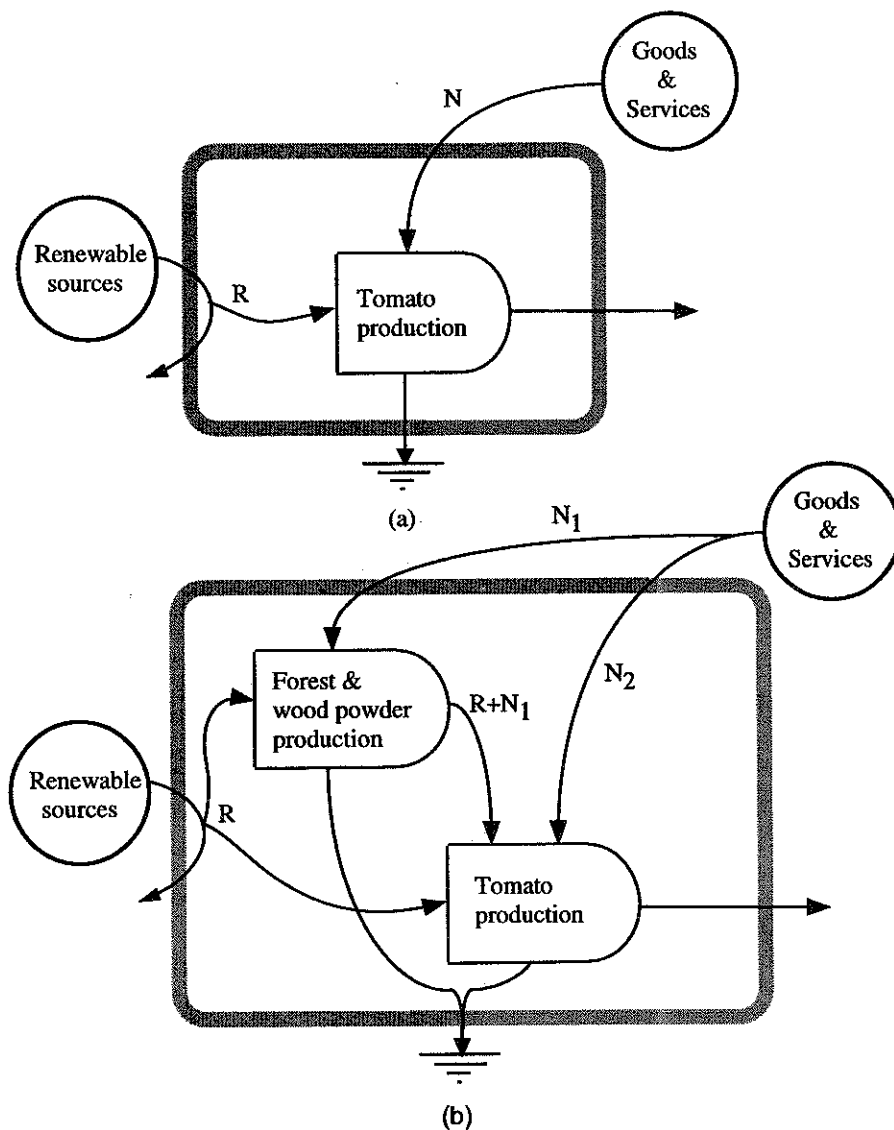 Goods
&
Services
N
Renewable
sources
R
Tomato
production
(a)
N1
Goods
&
Services
Forest &
wood powder
production
R+N1
N2
Renewable
sources
R
Tomato
production
(b)